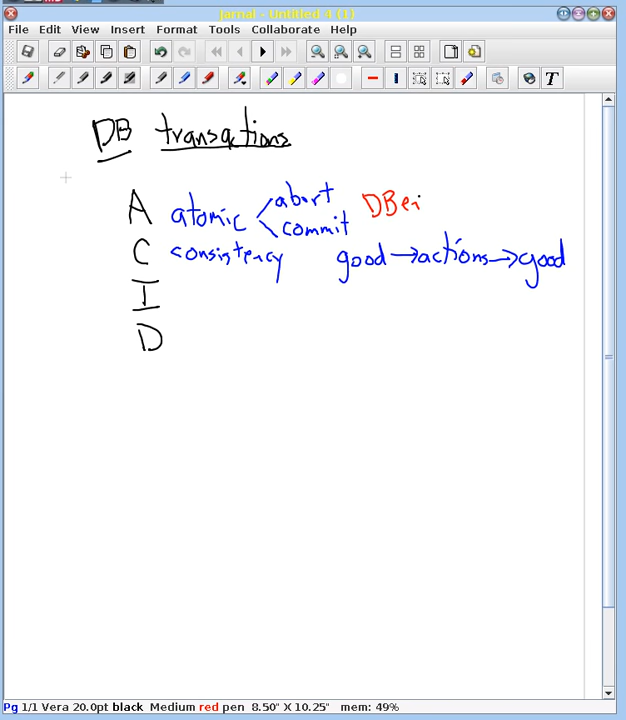 jarnal - Untitled 4 (1)
File Edit View Insert Format Tools Collaborate Help
T
DB transactions
A atomic abort commit DBei
C consistency good → actions → good
I
D
Pg 1/1 Vera 20.0pt black Medium red pen 8.50" X 10.25" mem: 49%